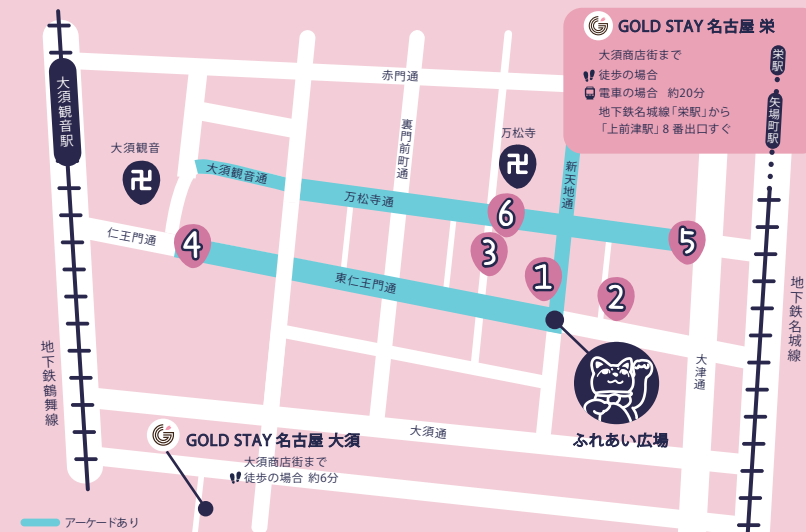 GOLD STAY 名古屋 栄
大須商店街まで
徒歩の場合
電車の場合 約20分
地下鉄名城線「栄駅」から
「上前津駅」8番出口すぐ
栄駅
矢場町駅
大須観音駅
赤門通
裏門前町通
万松寺
卍
大須観音
卍
大須観音通
万松寺通
新天地通
仁王門通
東仁王門通
6
5
4
3
1
2
地下鉄名城線
地下鉄鶴舞線
大津通
大須通
ふれあい広場
GOLD STAY 名古屋 大須
大須商店街まで
徒歩の場合 約6分
アーケードあり